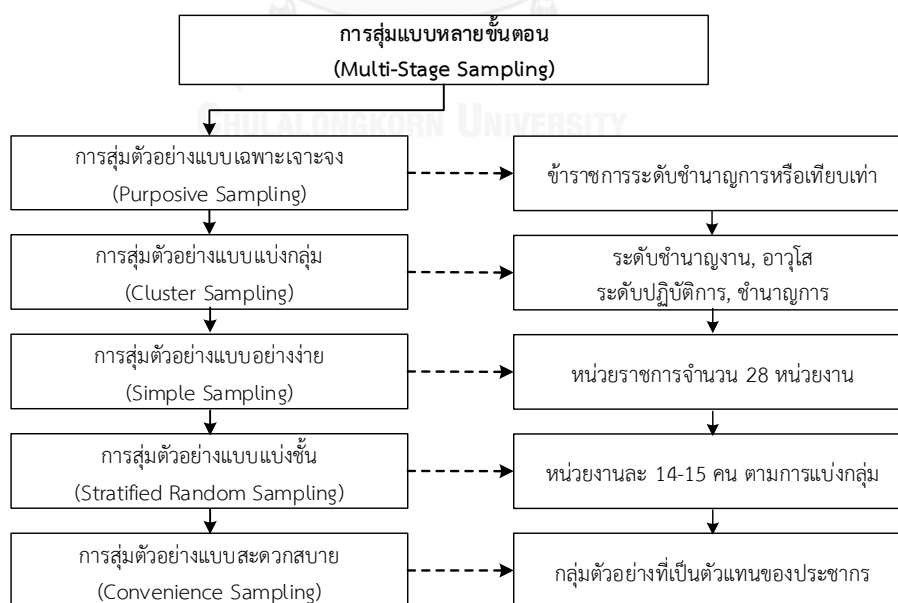 การสุ่มแบบหลายขั้นตอน
(Multi-Stage Sampling)
CHULALONGKORN UNIVERSITY
การสุ่มตัวอย่างแบบเฉพาะเจาะจง
(Purposive Sampling)
ข้าราชการระดับชำนาญการหรือเทียบเท่า
การสุ่มตัวอย่างแบบแบ่งกลุ่ม
(Cluster Sampling)
ระดับชำนาญงาน, อาวุโส
ระดับปฏิบัติการ, ชำนาญการ
การสุ่มตัวอย่างแบบอย่างง่าย
(Simple Sampling)
หน่วยราชการจำนวน 28 หน่วยงาน
การสุ่มตัวอย่างแบบแบ่งชั้น
(Stratified Random Sampling)
หน่วยงานละ 14-15 คน ตามการแบ่งกลุ่ม
การสุ่มตัวอย่างแบบสะดวกสบาย
(Convenience Sampling)
กลุ่มตัวอย่างที่เป็นตัวแทนของประชากร